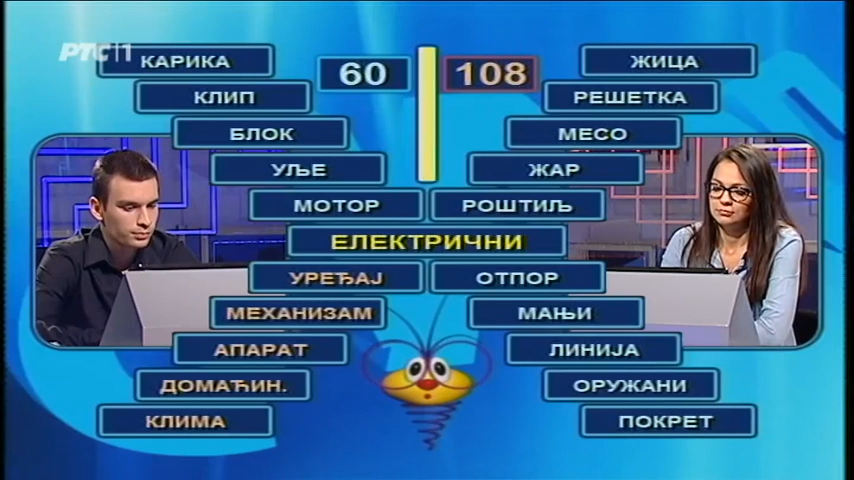 РТС|1
60 108
КАРИКА ЖИЦА
КЛИП РЕШЕТКА
БЛОК МЕСО
УЉЕ ЖАР
МОТОР РОШТИЉ
ЕЛЕКТРИЧНИ
УРЕЂАЈ ОТПОР
МЕХАНИЗАМ МАЊИ
АПАРАТ ЛИНИЈА
ДОМАЋИН. ОРУЖАНИ
КЛИМА ПОКРЕТ